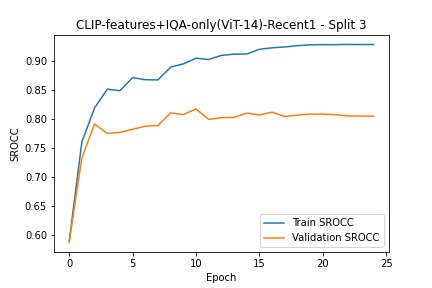 CLIP-features+IQA-only(ViT-14)-Recent1 - Split 3
SROCC
0.90
0.85
0.80
0.75
0.70
0.65
0.60
0
5
10
15
20
25
Epoch
Train SROCC
Validation SROCC